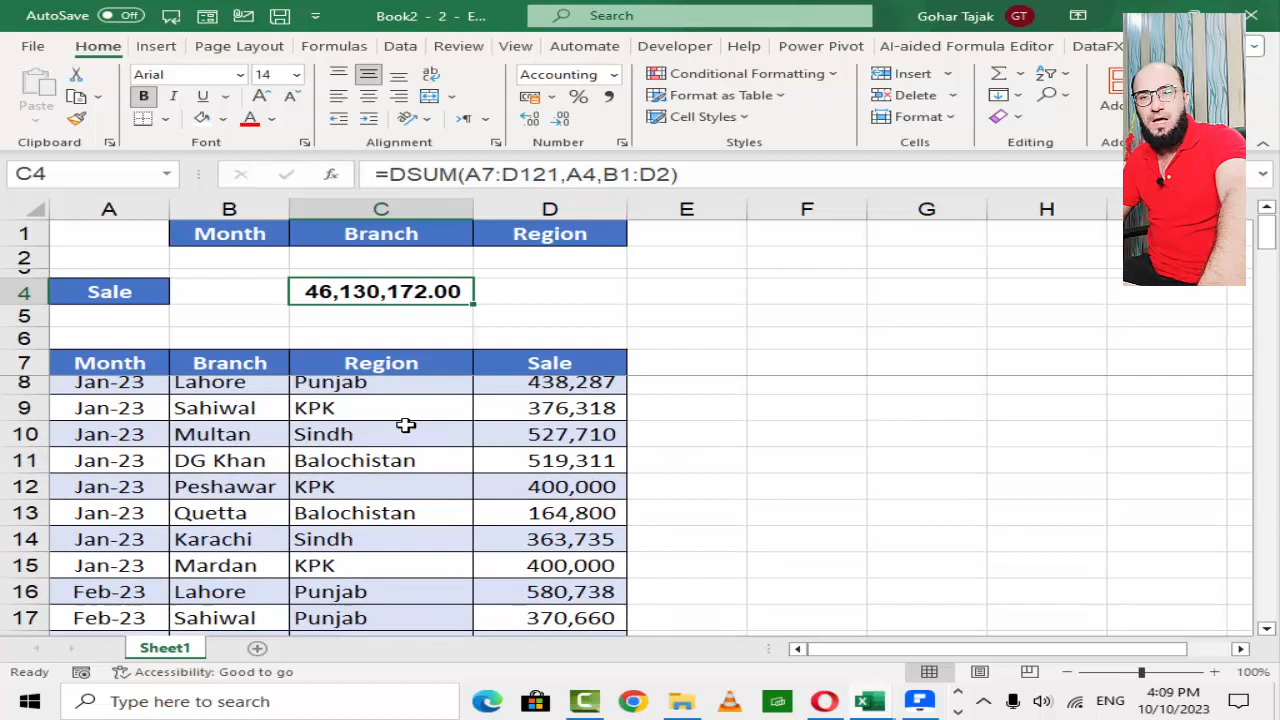 AutoSave Off Book2 - 2 - E... Search Gohar Tajak GT
File Home Insert Page Layout Formulas Data Review View Automate Developer Help Power Pivot AI-aided Formula Editor DataFX
Paste Arial 14 Accounting Conditional Formatting Insert
Format as Table Delete
B I U A Cell Styles Format
Clipboard Font Alignment Number Styles Cells Editing
C4 fx =DSUM(A7:D121,A4,B1:D2)
A B C D E F G H
1 Month Branch Region
2
3
4 Sale 46,130,172.00
5
6
7 Month Branch Region Sale
8 Jan-23 Lahore Punjab 438,287
9 Jan-23 Sahiwal KPK 376,318
10 Jan-23 Multan Sindh 527,710
11 Jan-23 DG Khan Balochistan 519,311
12 Jan-23 Peshawar KPK 400,000
13 Jan-23 Quetta Balochistan 164,800
14 Jan-23 Karachi Sindh 363,735
15 Jan-23 Mardan KPK 400,000
16 Feb-23 Lahore Punjab 580,738
17 Feb-23 Sahiwal Punjab 370,660
Sheet1
Ready Accessibility: Good to go 100%
Type here to search ENG 4:09 PM
10/10/2023